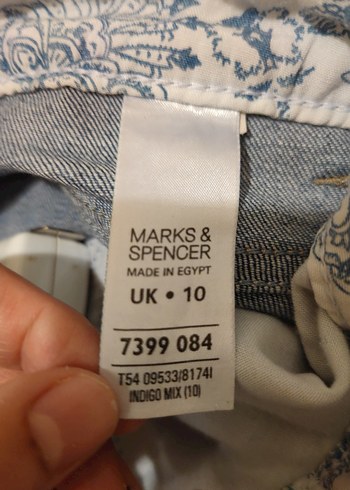 MARKS &
SPENCER
MADE IN EGYPT
UK • 10
7399 084
T54 09533/8174I
INDIGO MIX (10)